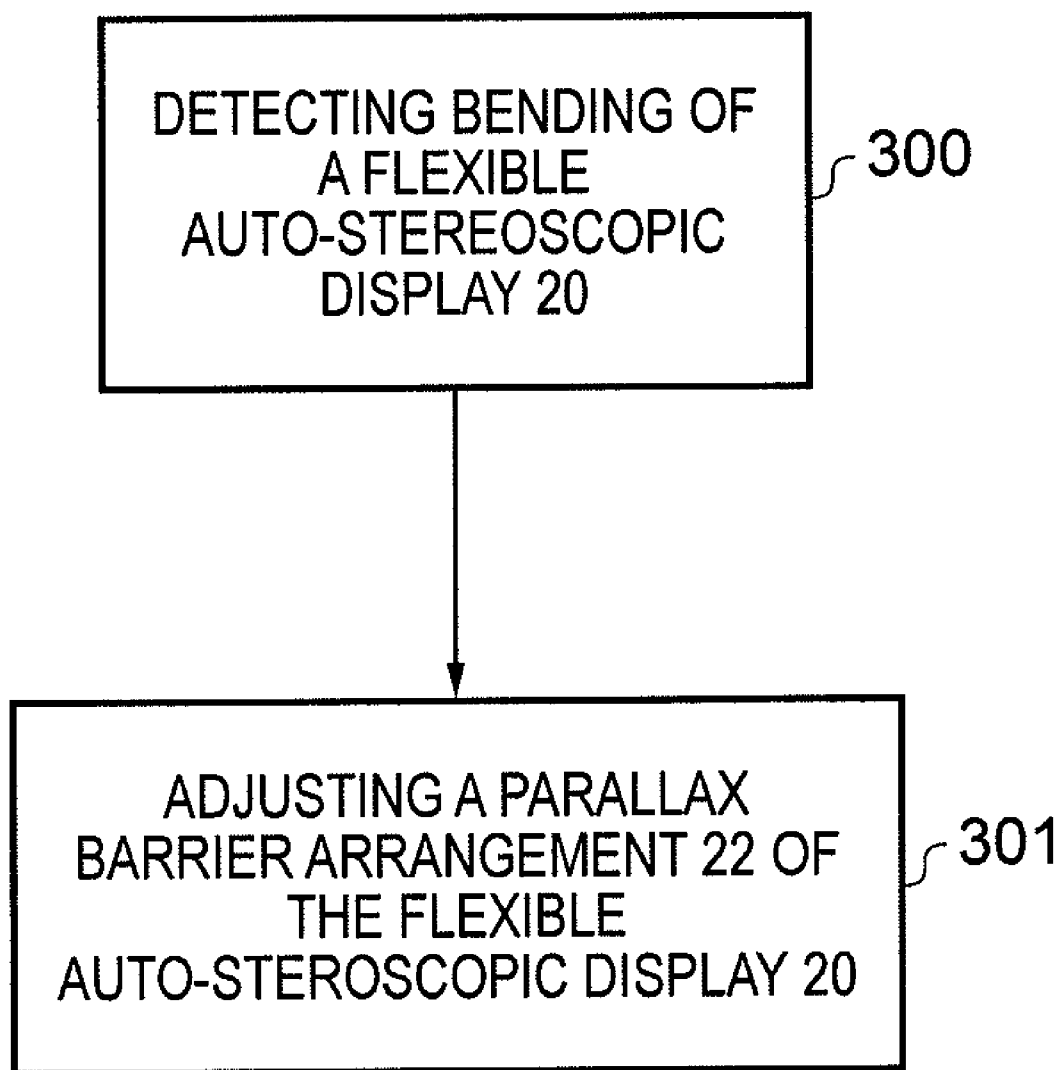 DETECTING BENDING OF
A FLEXIBLE
AUTO-STEREOSCOPIC
DISPLAY 20
300
ADJUSTING A PARALLAX
BARRIER ARRANGEMENT 22 OF
THE FLEXIBLE
AUTO-STEROSCOPIC DISPLAY 20
301